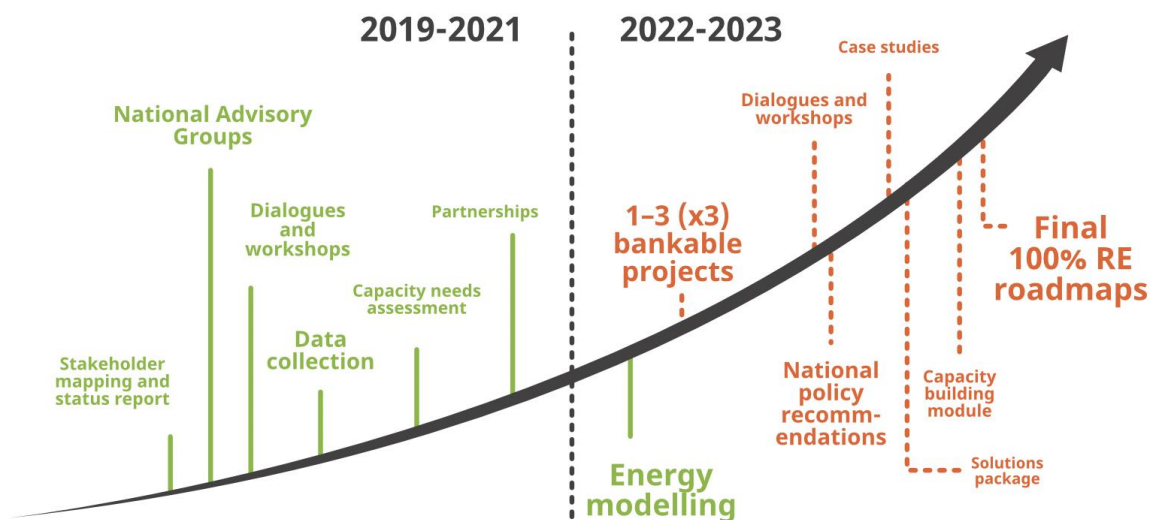 2019-2021
2022-2023
National Advisory
Groups
Dialogues
and
workshops
Partnerships
Capacity needs
assessment
Data
collection
Stakeholder
mapping and
status report
Case studies
Dialogues and
workshops
1–3 (x3)
bankable
projects
Final
100% RE
roadmaps
National
policy
recomm-
endations
Capacity
building
module
Solutions
package
Energy
modelling